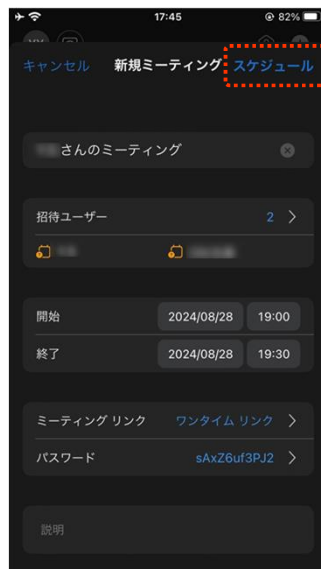 17:45 82%
キャンセル 新規ミーティング スケジュール
さんのミーティング
招待ユーザー 2
開始 2024/08/28 19:00
終了 2024/08/28 19:30
ミーティング リンク ワンタイム リンク
パスワード sAxZ6uf3PJ2
説明